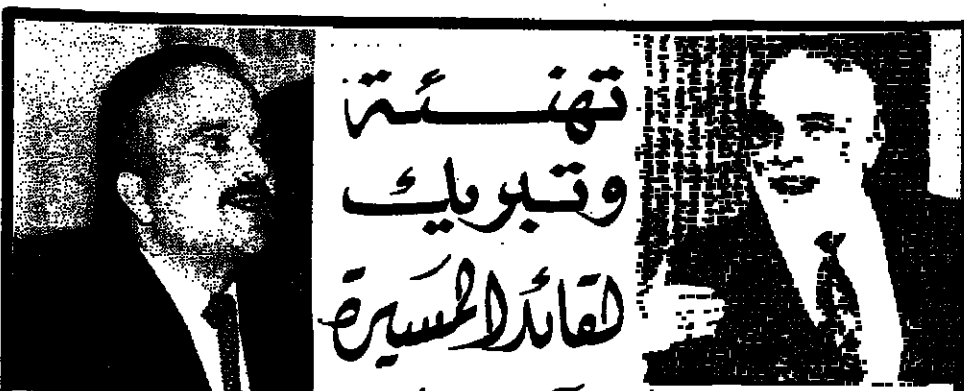 تهنئة
وتبريك
لقائد المسيرة